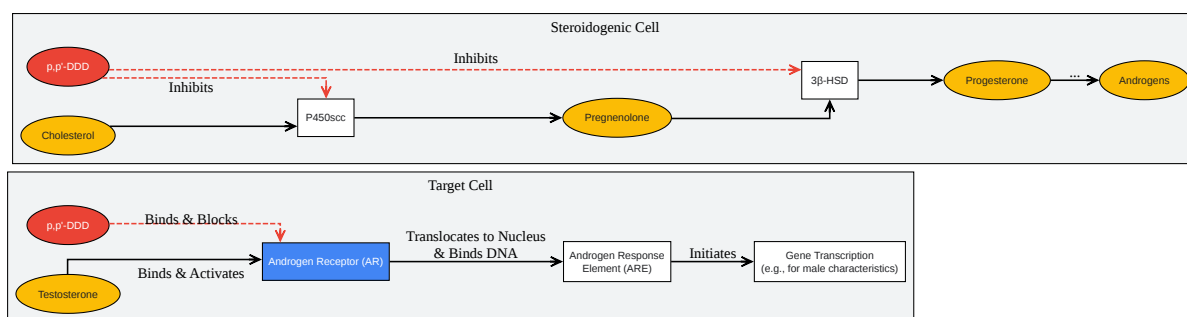 Steroidogenic Cell
p,p'-DDD
Inhibits
Inhibits
3β-HSD
Progesterone
...
Androgens
P450scc
Pregnenolone
Cholesterol
Target Cell
p,p'-DDD
Binds & Blocks
Androgen Receptor (AR)
Translocates to Nucleus
& Binds DNA
Androgen Response
Element (ARE)
Initiates
Gene Transcription
(e.g., for male characteristics)
Binds & Activates
Testosterone